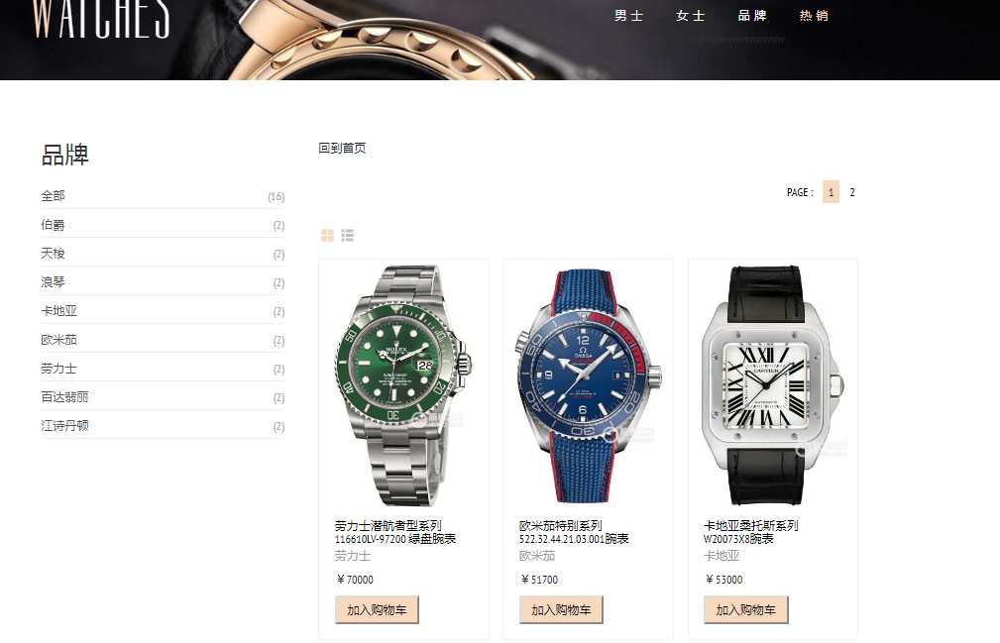 WATCHES
男士 女士 品牌 热销
品牌
回到首页
全部 (16)
PAGE : 1 2
伯爵 (2)
天梭 (2)
浪琴 (2)
卡地亚 (2)
欧米茄 (2)
劳力士 (2)
百达翡丽 (2)
江诗丹顿 (2)
ROLEX
28
OMEGA
CARTIER
劳力士潜航者型系列
116610LV-97200 绿盘腕表
劳力士
￥70000
加入购物车
欧米茄特别系列
522.32.44.21.03.001腕表
欧米茄
￥51700
加入购物车
卡地亚桑托斯系列
W20073X8腕表
卡地亚
￥53000
加入购物车